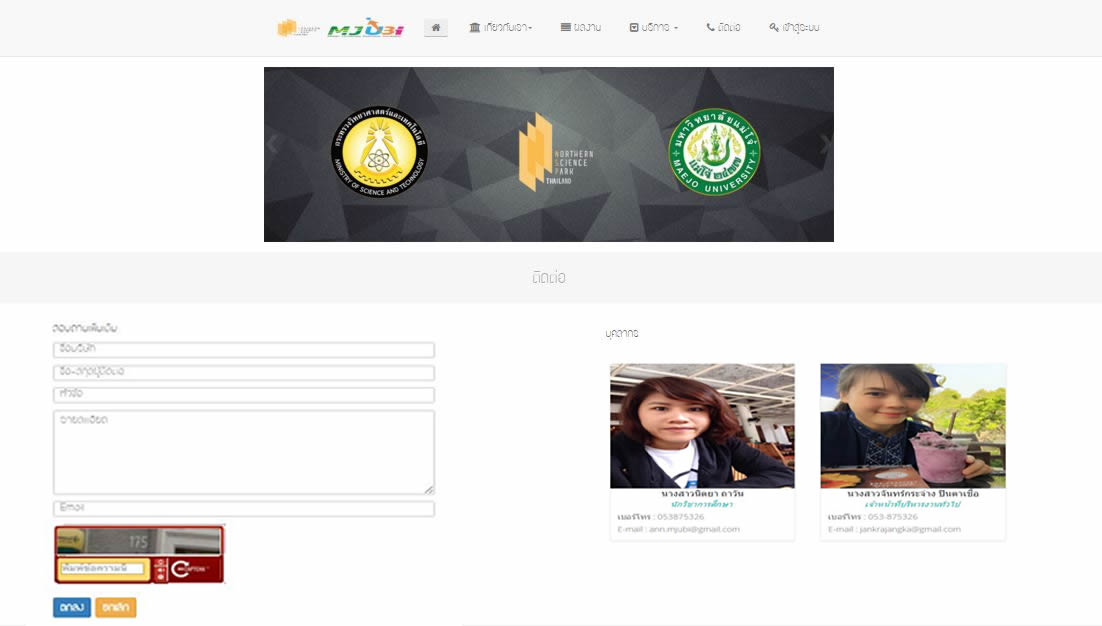 MJUBI เกี่ยวกับเรา ผลงาน บริการ ติดต่อ เข้าสู่ระบบ
กระทรวงวิทยาศาสตร์และเทคโนโลยี
MINISTRY OF SCIENCE AND TECHNOLOGY
NORTHERN
SCIENCE
PARK
THAILAND
มหาวิทยาลัยแม่โจ้
แม่โจ้ ๒๔๗๗
MAEJO UNIVERSITY
ติดต่อ
สอบถามเพิ่มเติม
ชื่อบริษัท
ชื่อ-สกุลผู้ติดต่อ
หัวข้อ
รายละเอียด
Email
175
พิมพ์ข้อความนี้
ตกลง ยกเลิก
บุคลากร
นางสาวนิตยา ถาวัน
นักวิชาการศึกษา
เบอร์โทร : 053875326
E-mail : ann.mjubi@gmail.com
นางสาวจันทร์กระจ่าง ปินตาเชื้อ
เจ้าหน้าที่บริหารงานทั่วไป
เบอร์โทร : 053-875326
E-mail : jankrajangka@gmail.com